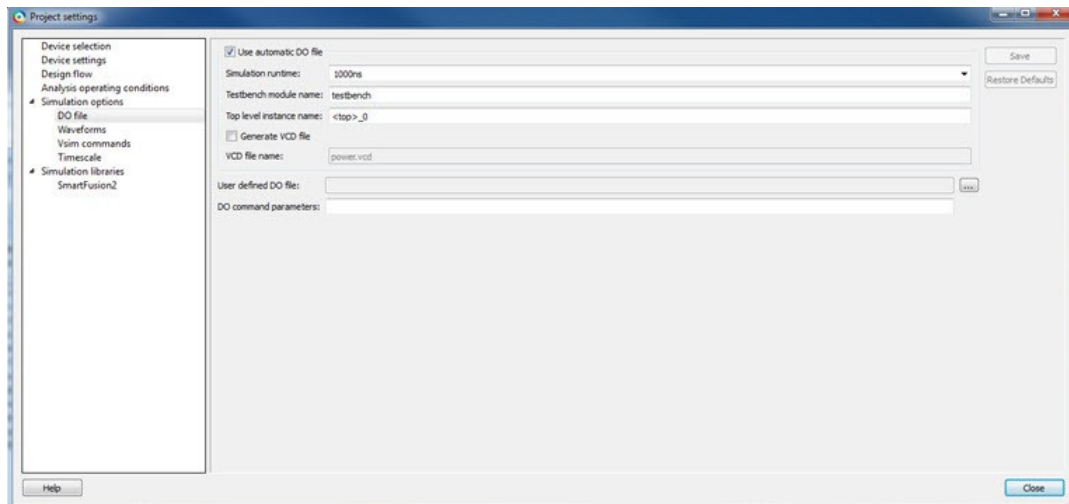 Project settings
Device selection
Device settings
Design flow
Analysis operating conditions
Simulation options
DO file
Waveforms
Vsim commands
Timescale
Simulation libraries
SmartFusion2
Use automatic DO file
Simulation runtime: 1000ns
Testbench module name: testbench
Top level instance name: <top>_0
Generate VCD file
VCD file name: power.vcd
User defined DO file: ...
DO command parameters:
Save
Restore Defaults
Help
Close